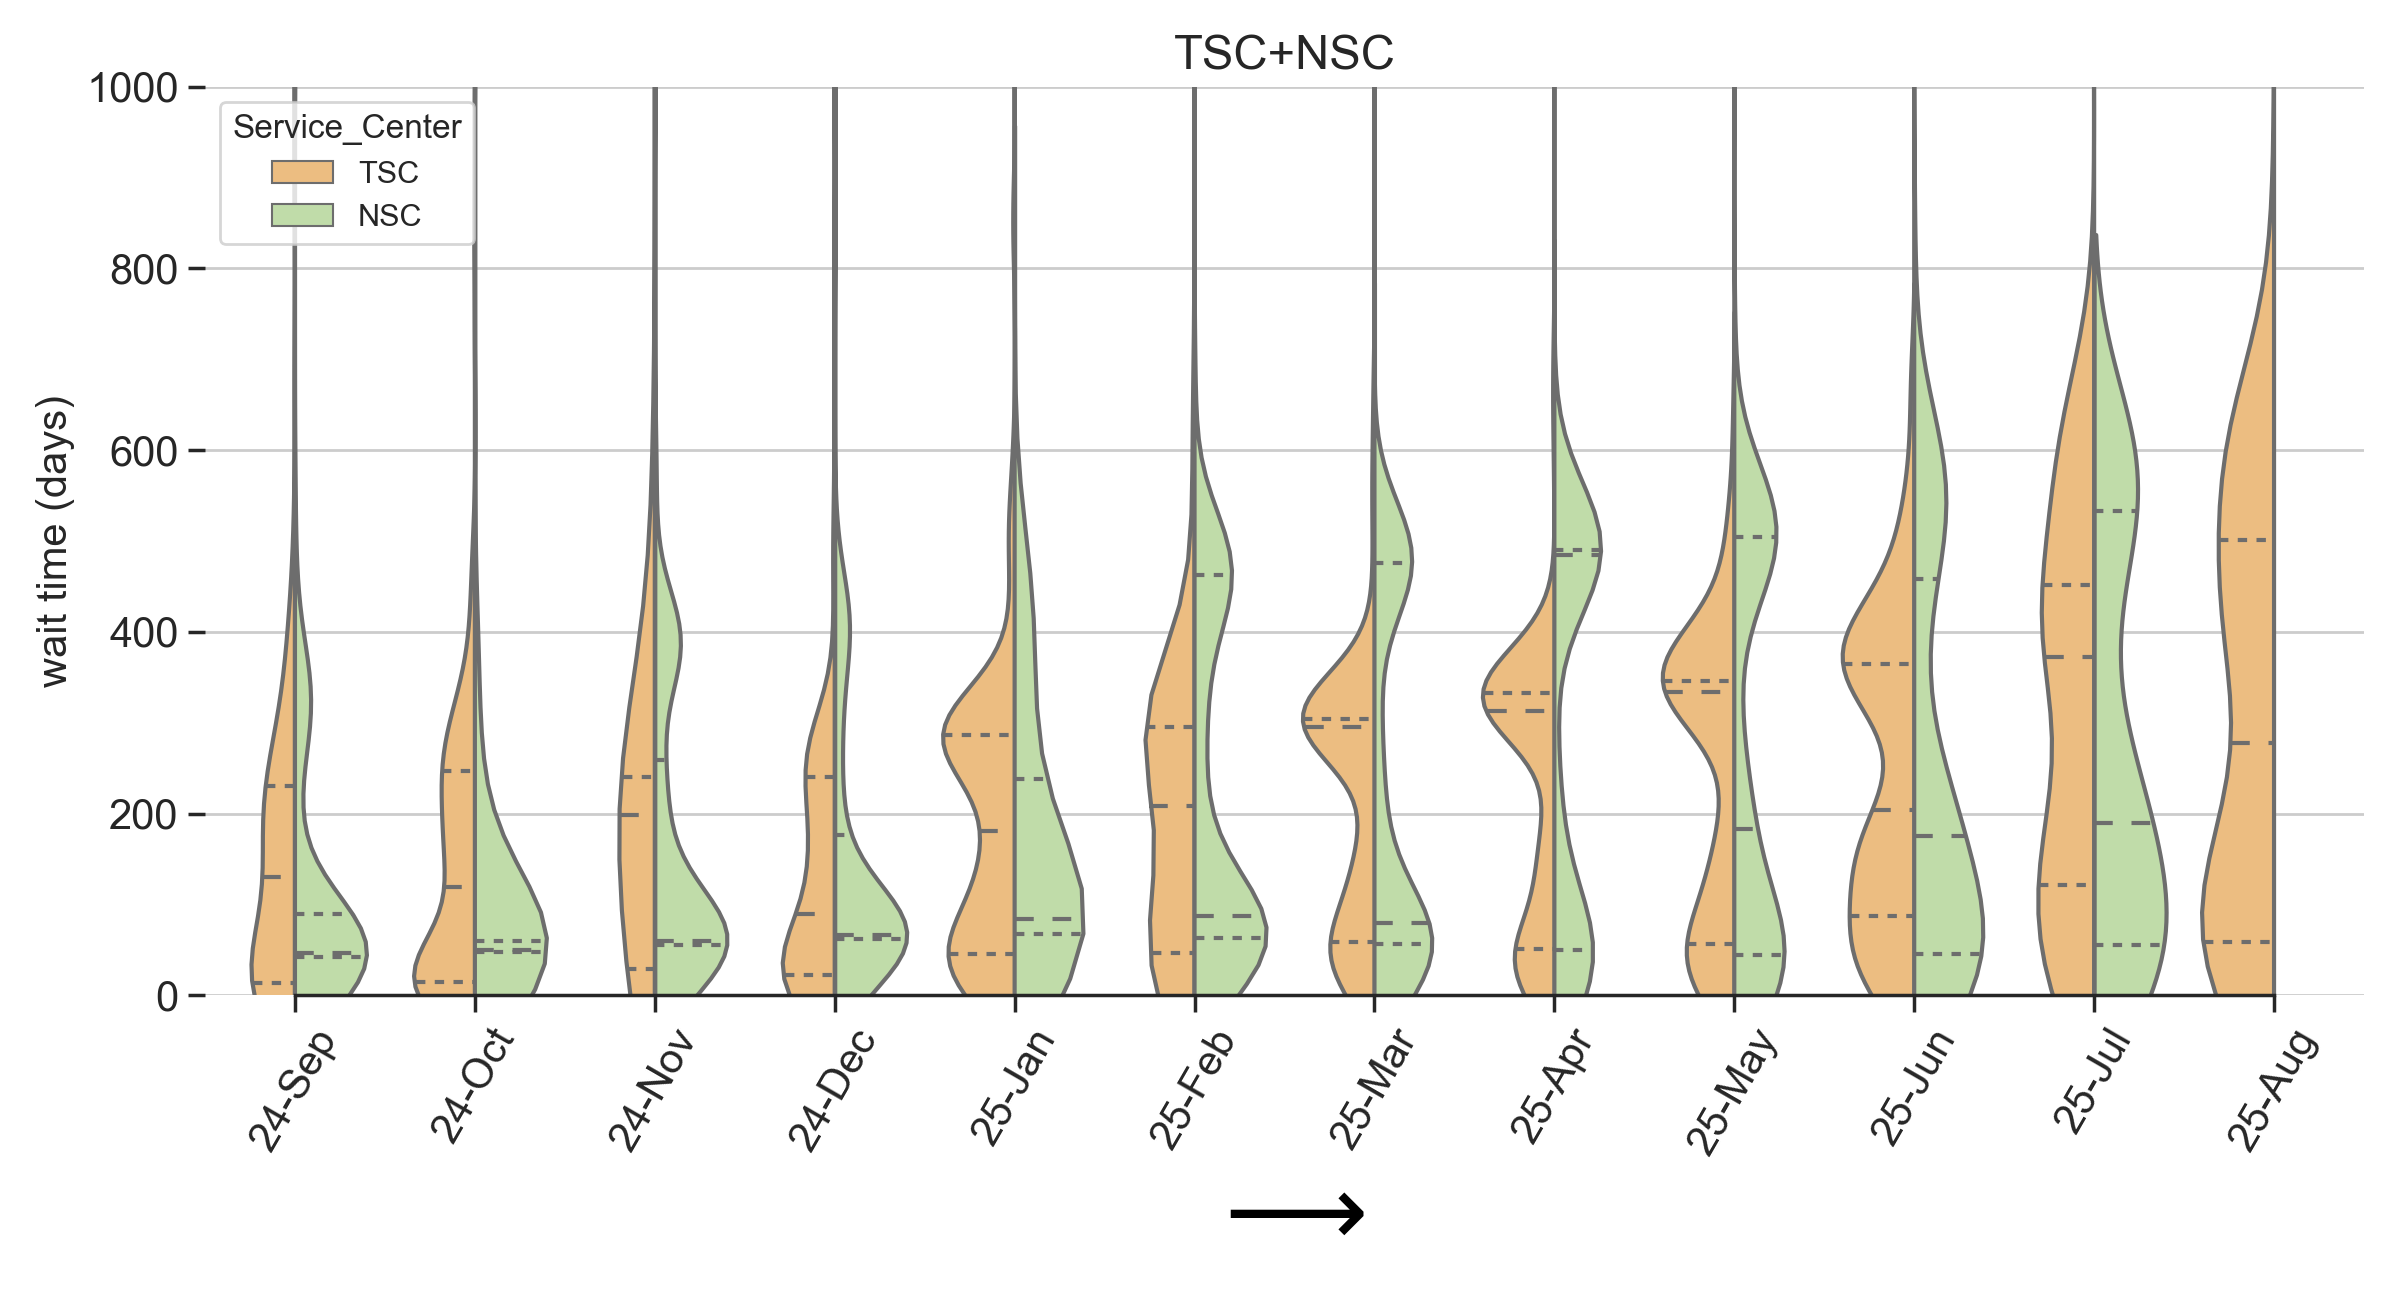 TSC+NSC
1000
800
600
400
200
0
wait time (days)
Service_Center
TSC
NSC
24-Sep
24-Oct
24-Nov
24-Dec
25-Jan
25-Feb
25-Mar
25-Apr
25-May
25-Jun
25-Jul
25-Aug